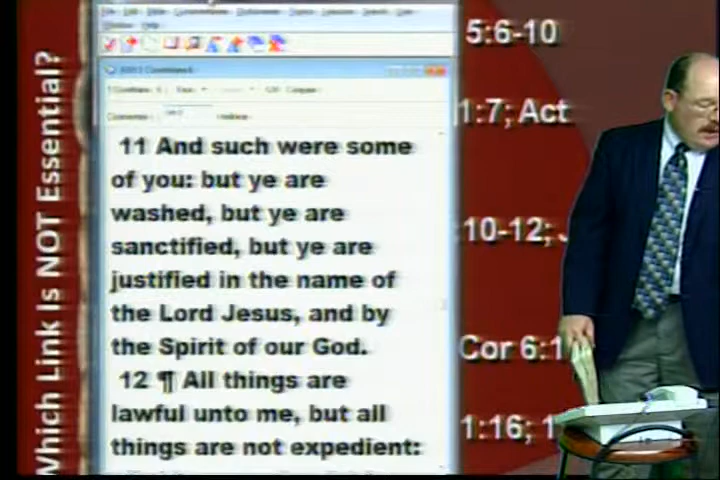 Which Link Is NOT Essential?
11 And such were some
of you: but ye are
washed, but ye are
sanctified, but ye are
justified in the name of
the Lord Jesus, and by
the Spirit of our God.
12 ¶ All things are
lawful unto me, but all
things are not expedient:
5:6-10
1:7; Act
:10-12;
Cor 6:1
1:16; 1